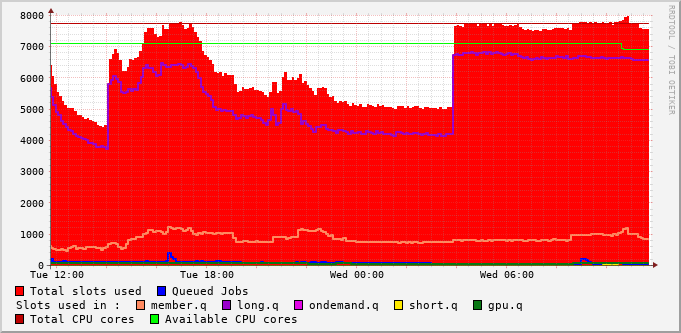 8000
7000
6000
5000
4000
3000
2000
1000
0
Tue 12:00 Tue 18:00 Wed 00:00 Wed 06:00
RRDTOOL / TOBI OETIKER
Total slots used Queued Jobs
Slots used in : member.q long.q ondemand.q short.q gpu.q
Total CPU cores Available CPU cores